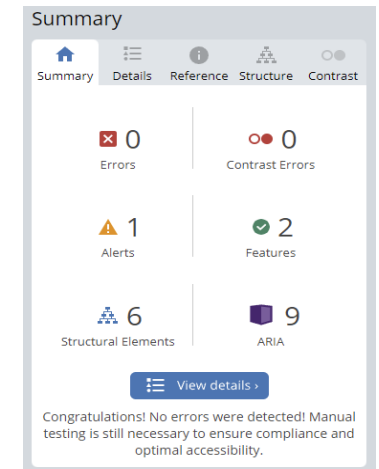 Summary
Summary Details Reference Structure Contrast
0 0
Errors Contrast Errors
1 2
Alerts Features
6 9
Structural Elements ARIA
View details ›
Congratulations! No errors were detected! Manual
testing is still necessary to ensure compliance and
optimal accessibility.